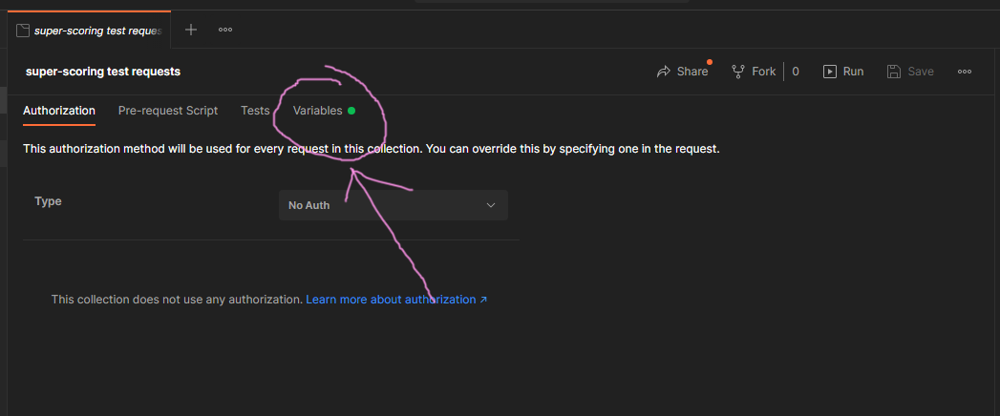 super-scoring test reques
super-scoring test requests
Share
Fork
0
Run
Save
Authorization
Pre-request Script
Tests
Variables
This authorization method will be used for every request in this collection. You can override this by specifying one in the request.
Type
No Auth
This collection does not use any authorization. Learn more about authorization ↗